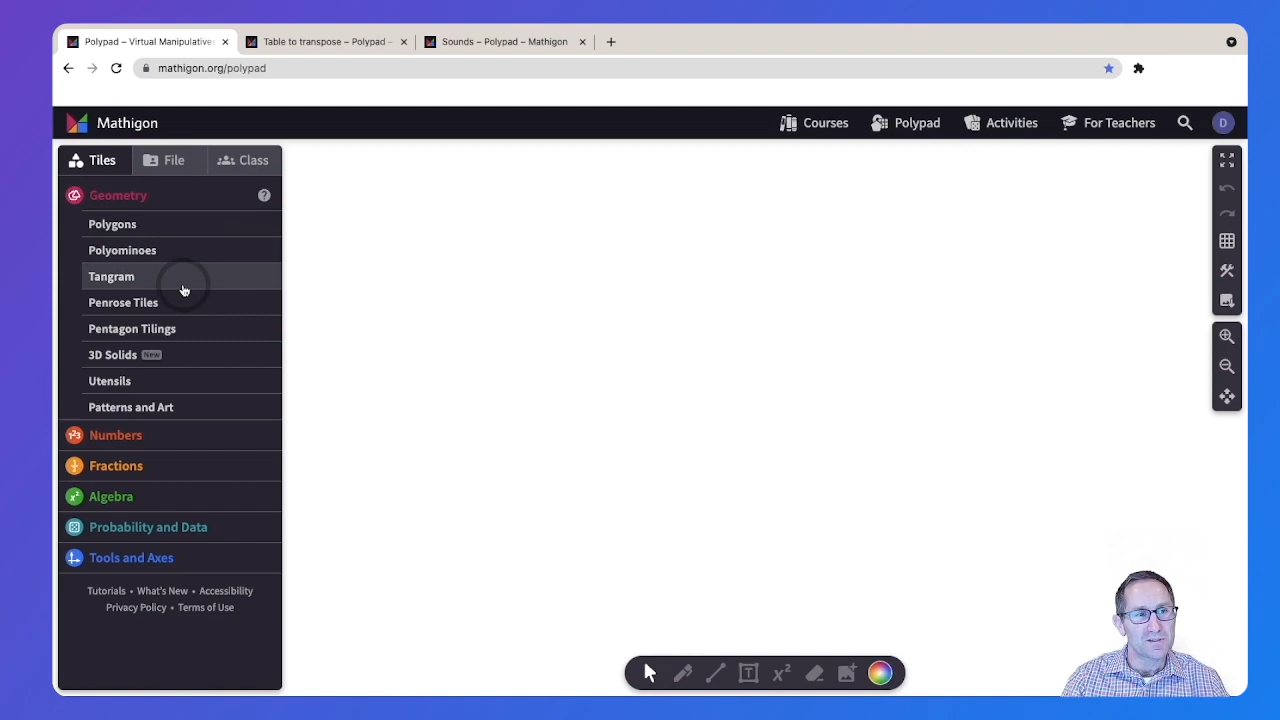 Polypad – Virtual Manipulatives
Table to transpose – Polypad –
Sounds – Polypad – Mathigon
mathigon.org/polypad
Mathigon
Courses
Polypad
Activities
For Teachers
D
Tiles
File
Class
Geometry
?
Polygons
Polyominoes
Tangram
Penrose Tiles
Pentagon Tilings
3D Solids New
Utensils
Patterns and Art
Numbers
Fractions
Algebra
Probability and Data
Tools and Axes
Tutorials • What's New • Accessibility
Privacy Policy • Terms of Use
T
x²